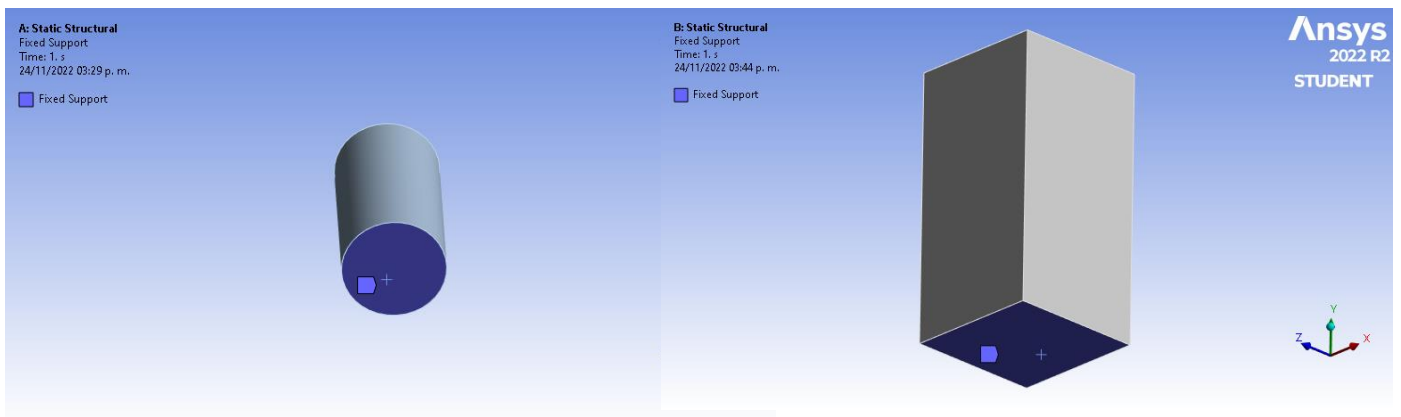 A: Static Structural
Fixed Support
Time: 1. s
24/11/2022 03:29 p. m.
Fixed Support
B: Static Structural
Fixed Support
Time: 1. s
24/11/2022 03:44 p. m.
Fixed Support
Ansys
2022 R2
STUDENT
Y
Z
X